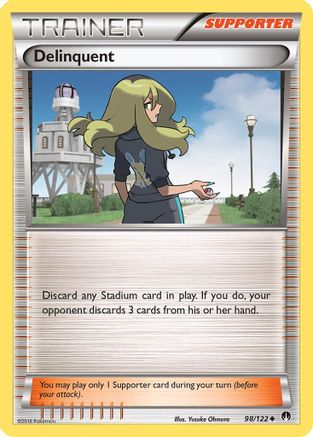 TRAINER SUPPORTER
Delinquent
Discard any Stadium card in play. If you do, your
opponent discards 3 cards from his or her hand.
You may play only 1 Supporter card during your turn (before
your attack).
©2016 Pokémon Illus. Yusuke Ohmura 98/122